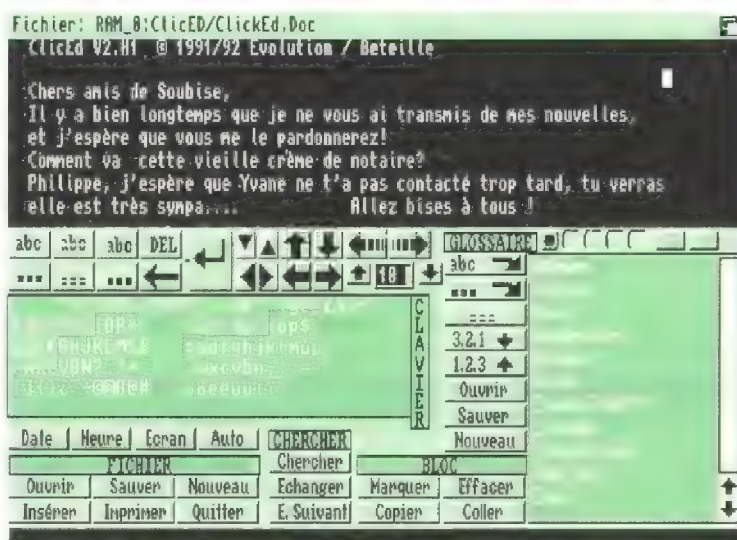 Fichier: RAM_8:ClicED/ClickEd.Doc
ClicEd V2.01 © 1991/92 Evolution / Beteille
Chers amis de Soubise,
Il y a bien longtemps que je ne vous ai transmis de mes nouvelles,
et j'espère que vous me le pardonnerez!
Comment va cette vieille crème de notaire?
Philippe, j'espère que Yvane ne t'a pas contacté trop tard, tu verras
elle est très sympa..... Allez bises à tous !
abc abc abc DEL GLOSSAIRE
abc
10
CLAVIER
3.2.1
1.2.3
Ouvrir
Sauver
Nouveau
Date Heure Ecran Auto CHERCHER
FICHIER Chercher BLOC
Ouvrir Sauver Nouveau Echanger Marquer Effacer
Insérer Imprimer Quitter E. Suivant Copier Coller